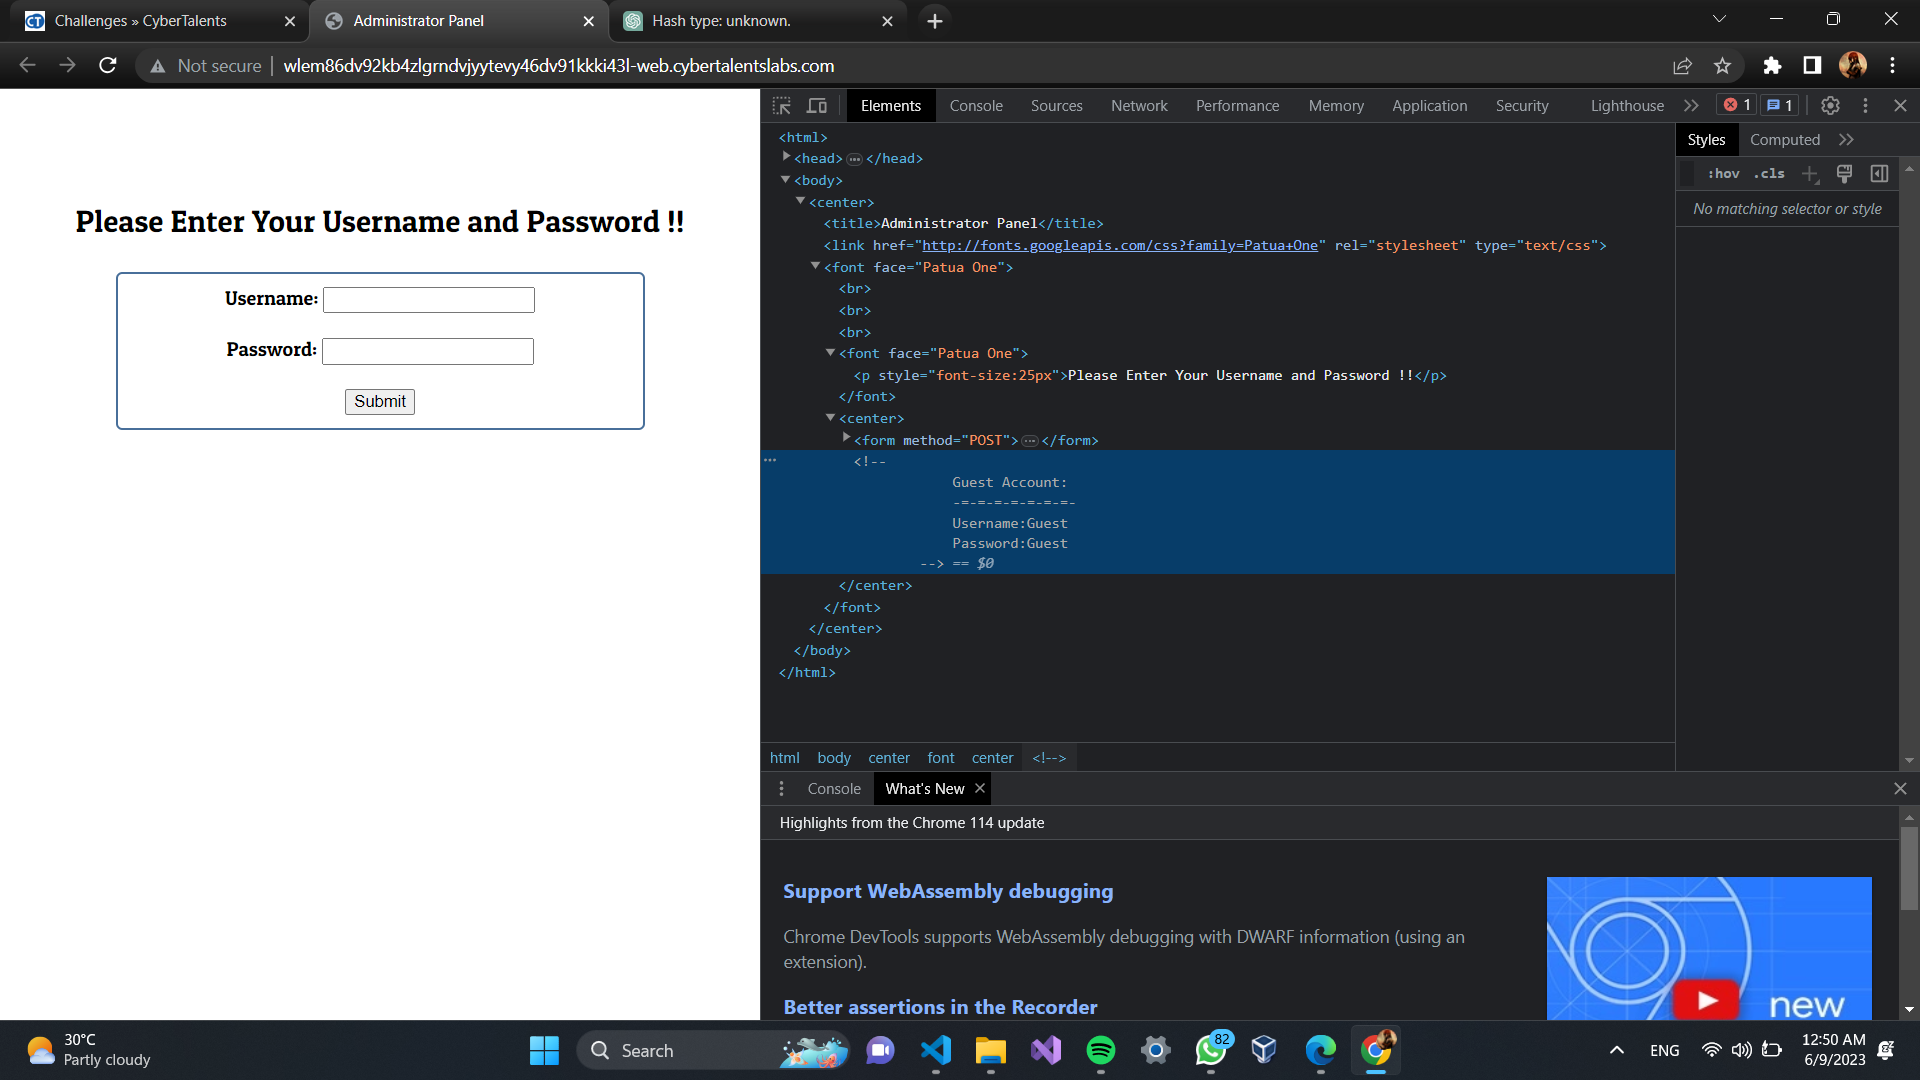 Challenges » CyberTalents
Administrator Panel
Hash type: unknown.
Not secure
wlem86dv92kb4zlgrndvjyytevy46dv91kkki43l-web.cybertalentslabs.com
Please Enter Your Username and Password !!
Username:
Password:
Submit
Elements Console Sources Network Performance Memory Application Security Lighthouse
1 1
<html>
<head> ••• </head>
<body>
<center>
<title>Administrator Panel</title>
<link href="http://fonts.googleapis.com/css?family=Patua+One" rel="stylesheet" type="text/css">
<font face="Patua One">
<br>
<br>
<br>
<font face="Patua One">
<p style="font-size:25px">Please Enter Your Username and Password !!</p>
</font>
<center>
<form method="POST"> ••• </form>
<!--
Guest Account:
-=-=-=-=-=-=-=-
Username:Guest
Password:Guest
--> == $0
</center>
</font>
</center>
</body>
</html>
Styles Computed
:hov .cls
No matching selector or style
html body center font center <!-->
Console What's New
Highlights from the Chrome 114 update
Support WebAssembly debugging
Chrome DevTools supports WebAssembly debugging with DWARF information (using an
extension).
Better assertions in the Recorder
new
30°C
Partly cloudy
Search
82
ENG
12:50 AM
6/9/2023